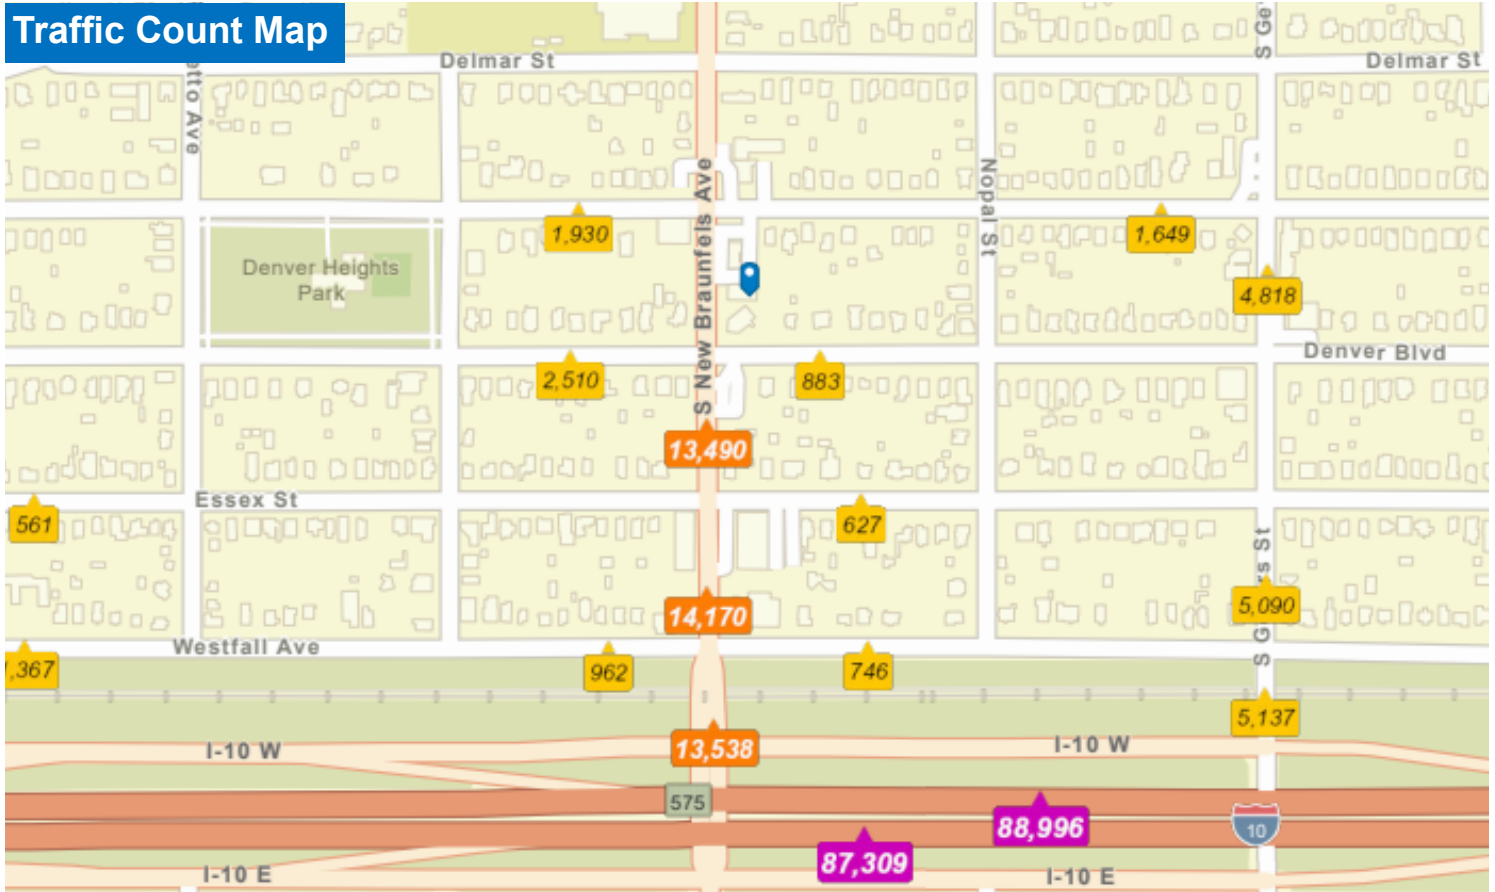 Traffic Count Map
Delmar St
Delmar St
S New Braunfels Ave
Nopal St
1,930
1,649
Denver Heights
Park
4,818
Denver Blvd
2,510
883
13,490
Essex St
561
627
14,170
5,090
Westfall Ave
,367
962
746
5,137
I-10 W
13,538
I-10 W
575
88,996
10
87,309
I-10 E
I-10 E